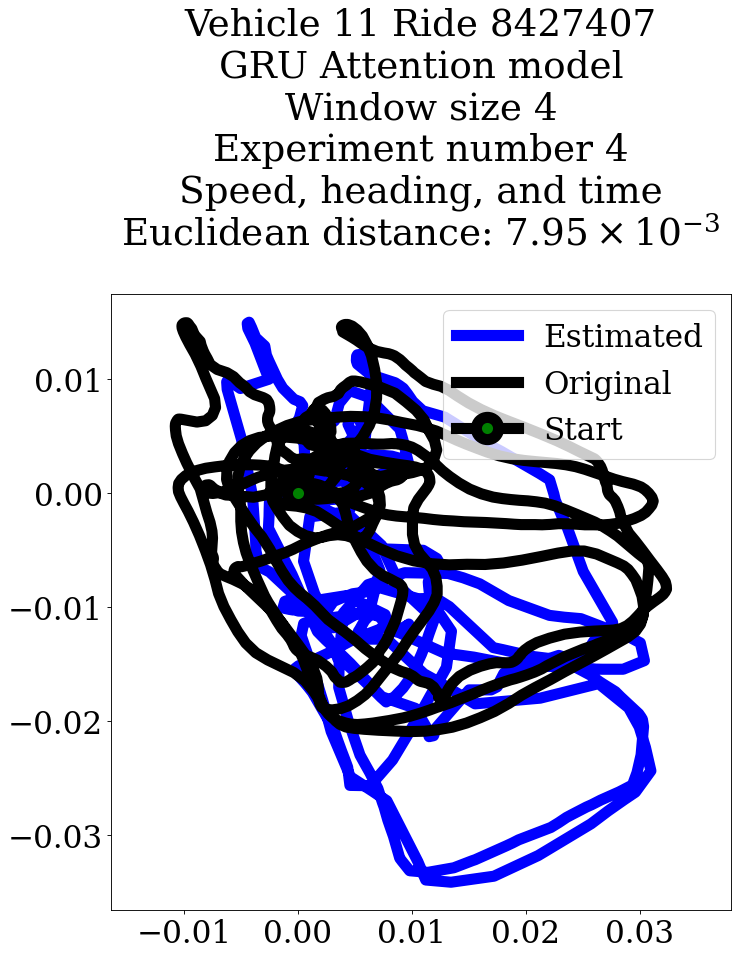 Vehicle 11 Ride 8427407
GRU Attention model
Window size 4
Experiment number 4
Speed, heading, and time
Euclidean distance: 7.95 × 10⁻³
Estimated
Original
Start
0.01
0.00
−0.01
−0.02
−0.03
−0.01 0.00 0.01 0.02 0.03